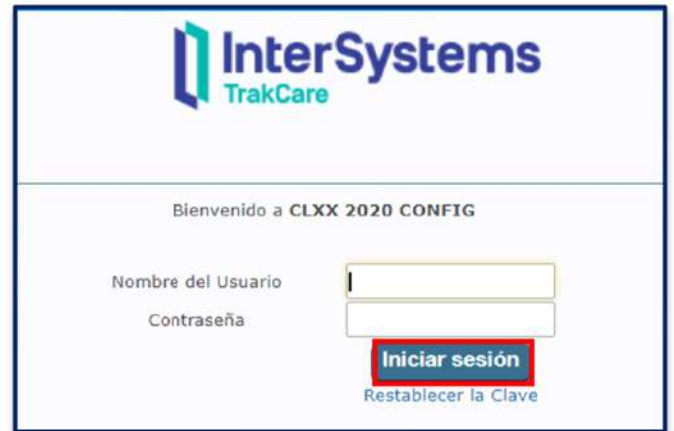 InterSystems
TrakCare
Bienvenido a CLXX 2020 CONFIG
Nombre del Usuario
Contraseña
Iniciar sesión
Restablecer la Clave